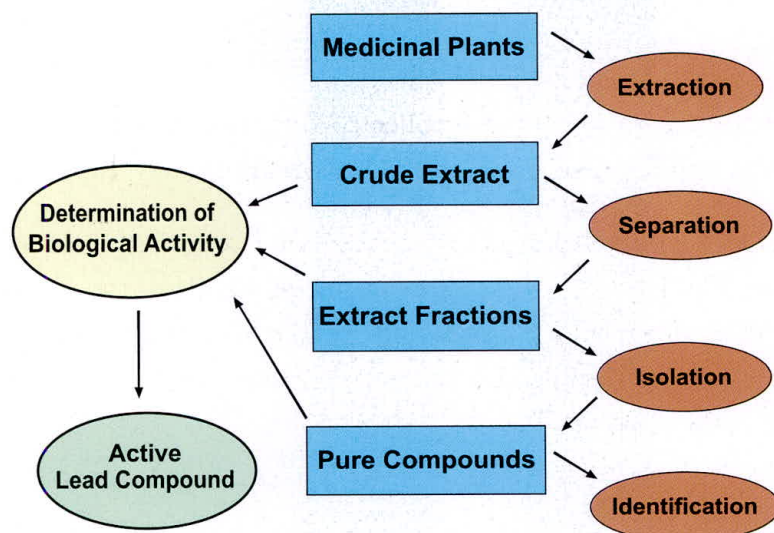 Medicinal Plants
Extraction
Crude Extract
Determination of
Biological Activity
Separation
Extract Fractions
Isolation
Active
Lead Compound
Pure Compounds
Identification